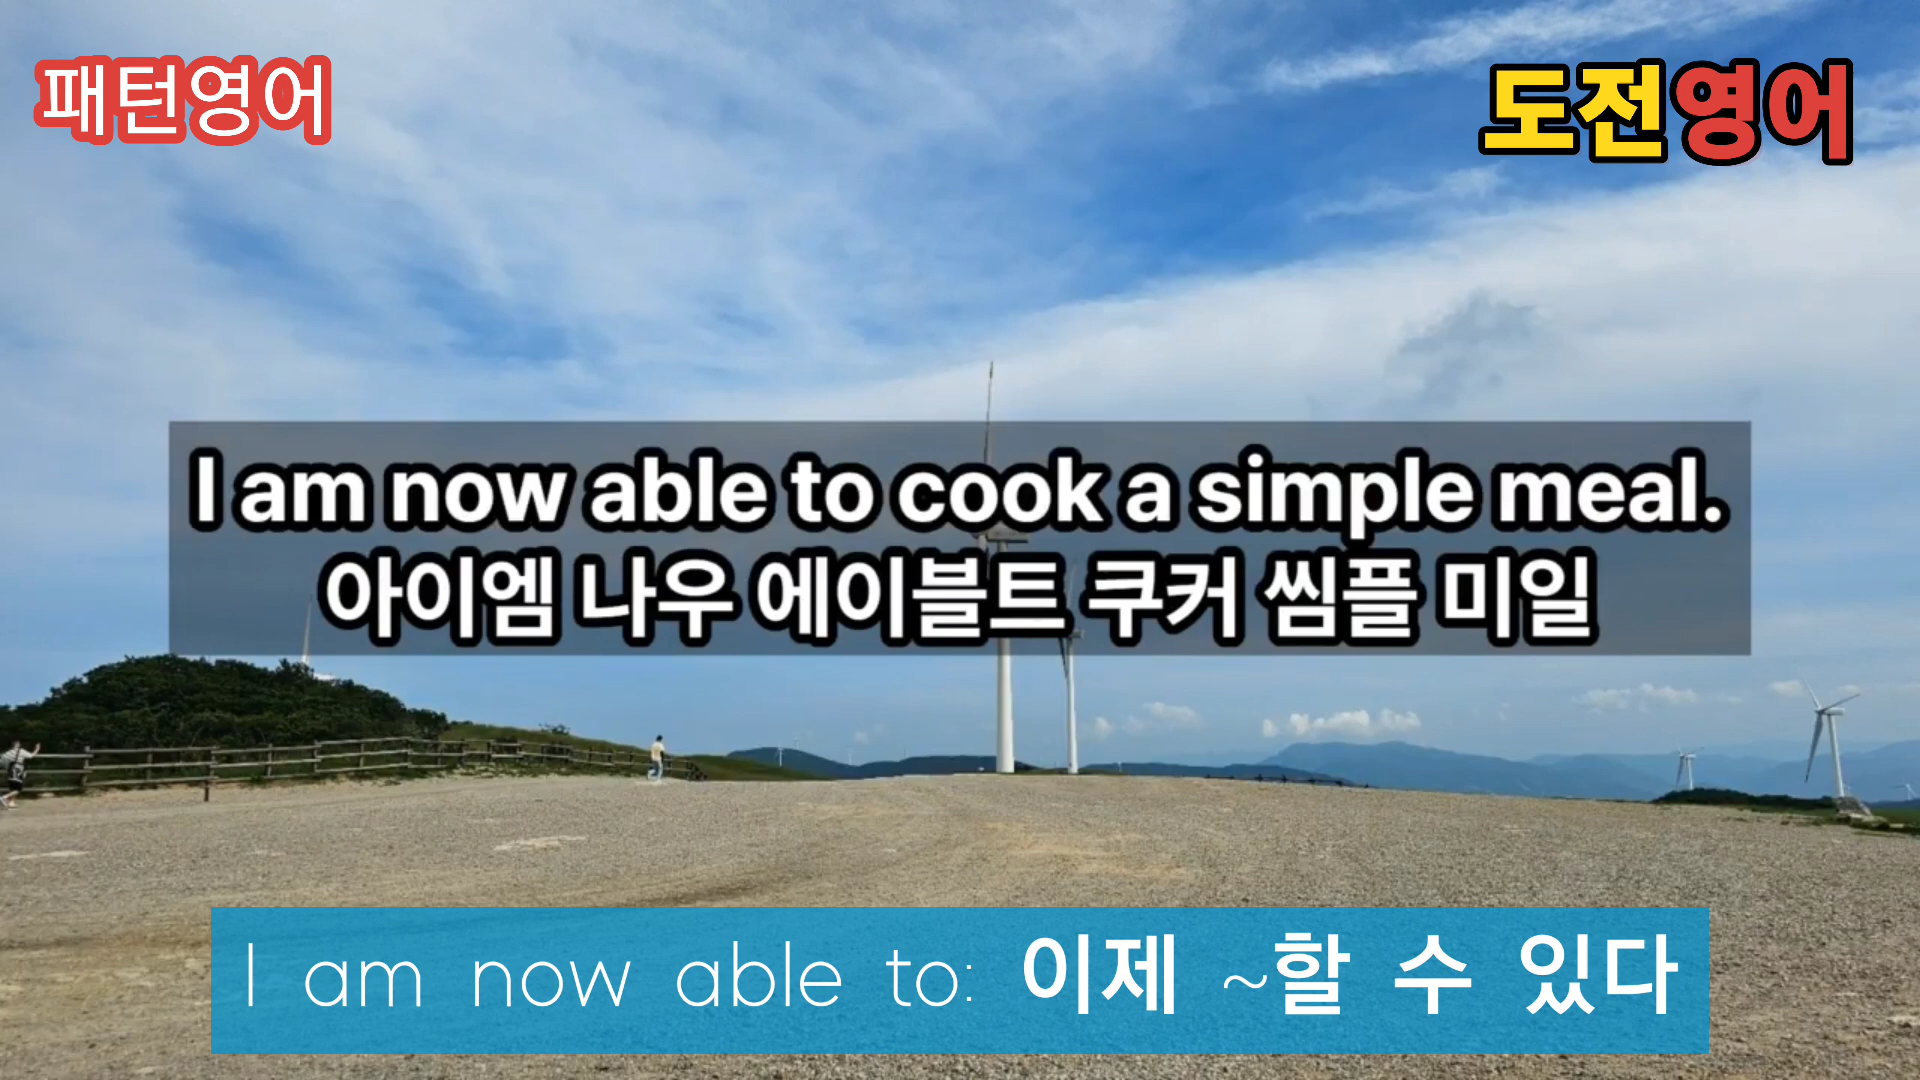 패턴영어
도전영어
I am now able to cook a simple meal.
아이엠 나우 에이블트 쿠커 씸플 미일
I am now able to: 이제 ~할 수 있다